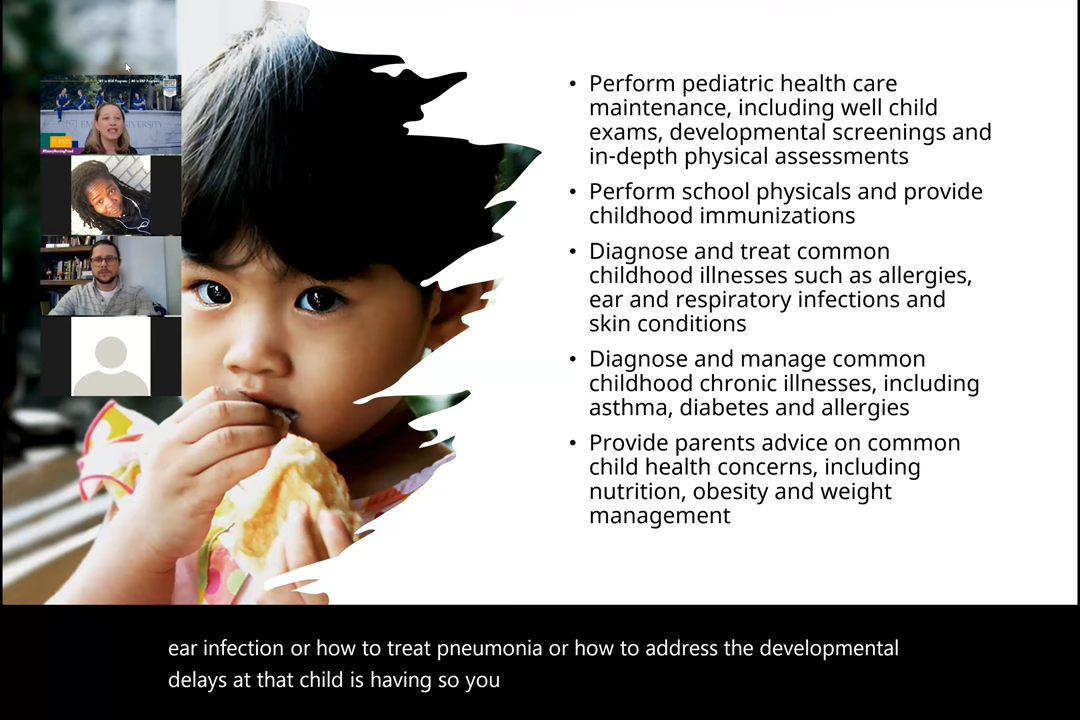 • Perform pediatric health care
maintenance, including well child
exams, developmental screenings and
in-depth physical assessments
• Perform school physicals and provide
childhood immunizations
• Diagnose and treat common
childhood illnesses such as allergies,
ear and respiratory infections and
skin conditions
• Diagnose and manage common
childhood chronic illnesses, including
asthma, diabetes and allergies
• Provide parents advice on common
child health concerns, including
nutrition, obesity and weight
management
ear infection or how to treat pneumonia or how to address the developmental
delays at that child is having so you